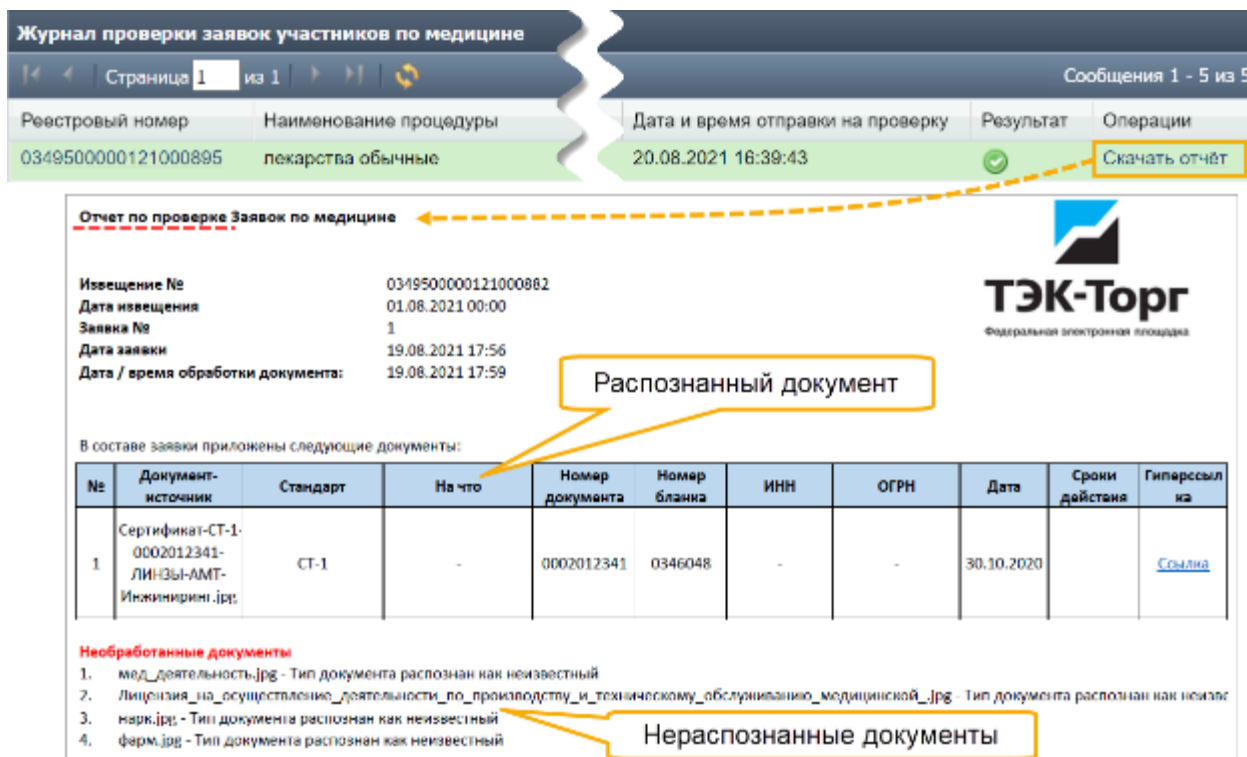 Журнал проверки заявок участников по медицине
Страница 1 из 1
Сообщения 1 - 5 из 5
Реестровый номер Наименование процедуры Дата и время отправки на проверку Результат Операции
0349500000121000895 лекарства обычные 20.08.2021 16:39:43 Скачать отчёт
Отчет по проверке Заявок по медицине
Извещение № 0349500000121000882
Дата извещения 01.08.2021 00:00
Заявка № 1
Дата заявки 19.08.2021 17:56
Дата / время обработки документа: 19.08.2021 17:59
ТЭК-Торг
Федеральная электронная площадка
Распознанный документ
В составе заявки приложены следующие документы:
№ Документ- Стандарт На что Номер Номер ИНН ОГРН Дата Сроки Гиперссыл
источник документа бланка действия ка
Сертификат-СТ-1-
0002012341-
1 СТ-1 - 0002012341 0346048 - - 30.10.2020 Ссылка
ЛИНЗЫ-АМТ-
Инжиниринг.jpg
Необработанные документы
1. мед_деятельность.jpg - Тип документа распознан как неизвестный
2. Лицензия_на_осуществление_деятельности_по_производству_и_техническому_обслуживанию_медицинской_.jpg - Тип документа распознан как неизвс
3. нарк.jpg - Тип документа распознан как неизвестный
4. фарм.jpg - Тип документа распознан как неизвестный
Нераспознанные документы